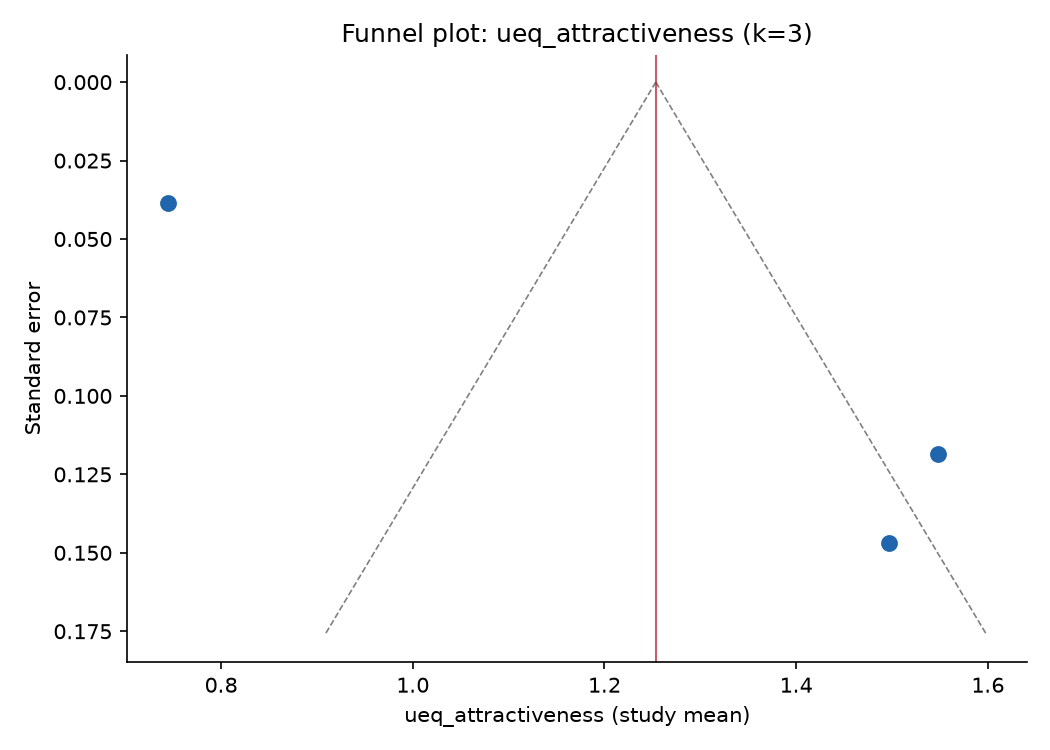 Funnel plot: ueq_attractiveness (k=3)
Standard error
0.000
0.025
0.050
0.075
0.100
0.125
0.150
0.175
0.8 1.0 1.2 1.4 1.6
ueq_attractiveness (study mean)